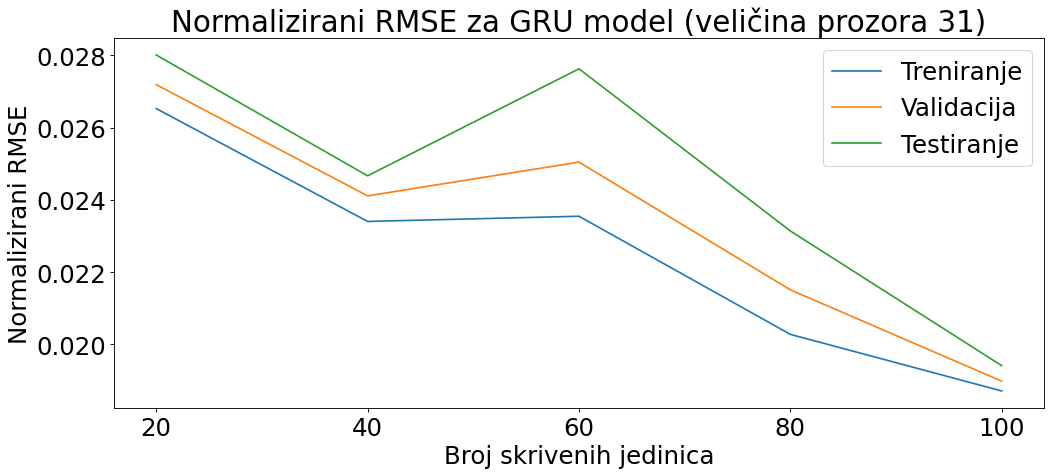 Normalizirani RMSE za GRU model (veličina prozora 31)
Treniranje
Validacija
Testiranje
Normalizirani RMSE
0.028
0.026
0.024
0.022
0.020
20 40 60 80 100
Broj skrivenih jedinica